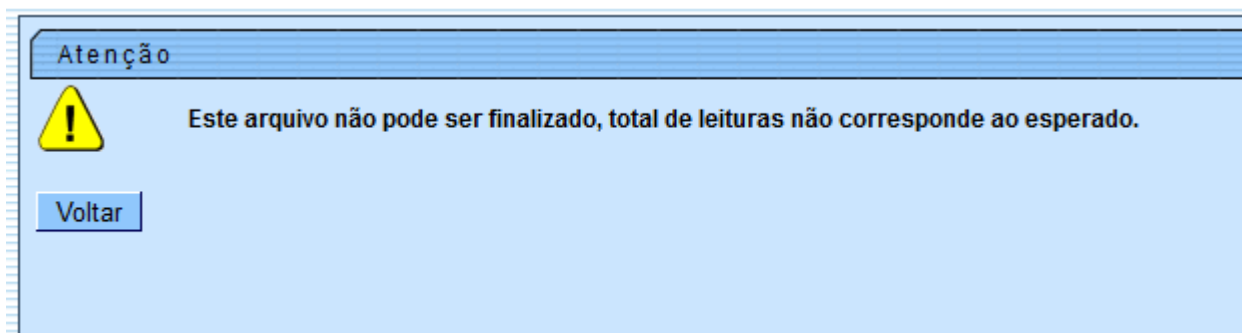 Atenção
Este arquivo não pode ser finalizado, total de leituras não corresponde ao esperado.
Voltar